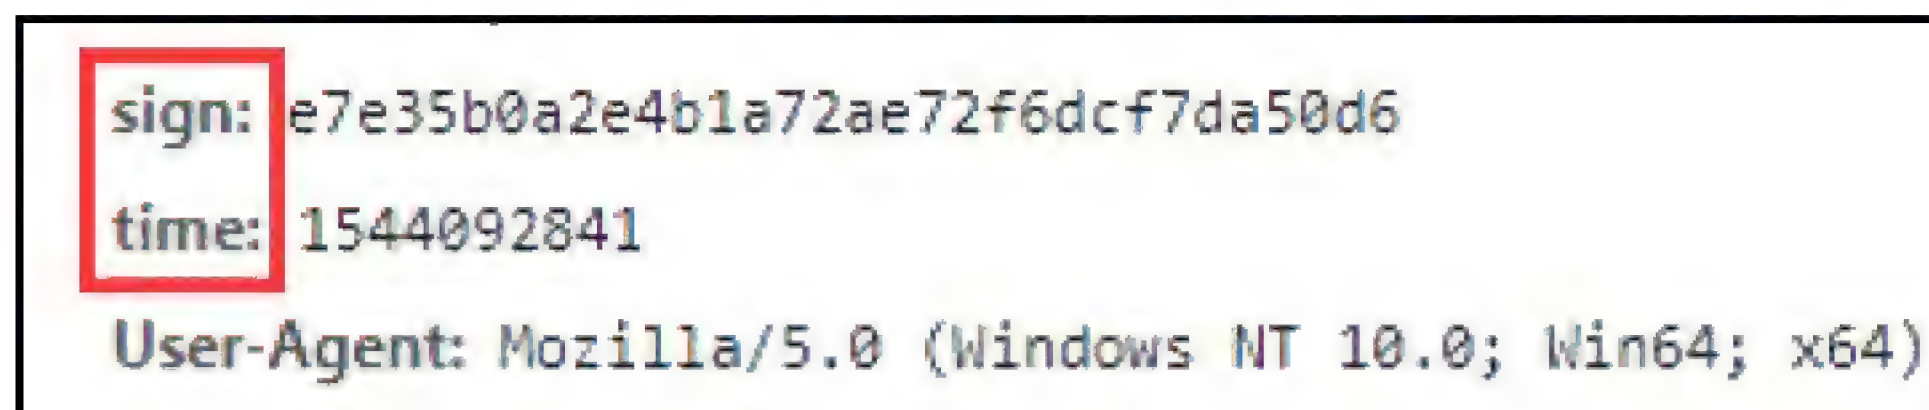 sign: e7e35b0a2e4b1a72ae72f6dcf7da50d6
time: 1544092841
User-Agent: Mozilla/5.0 (Windows NT 10.0; Win64; x64)